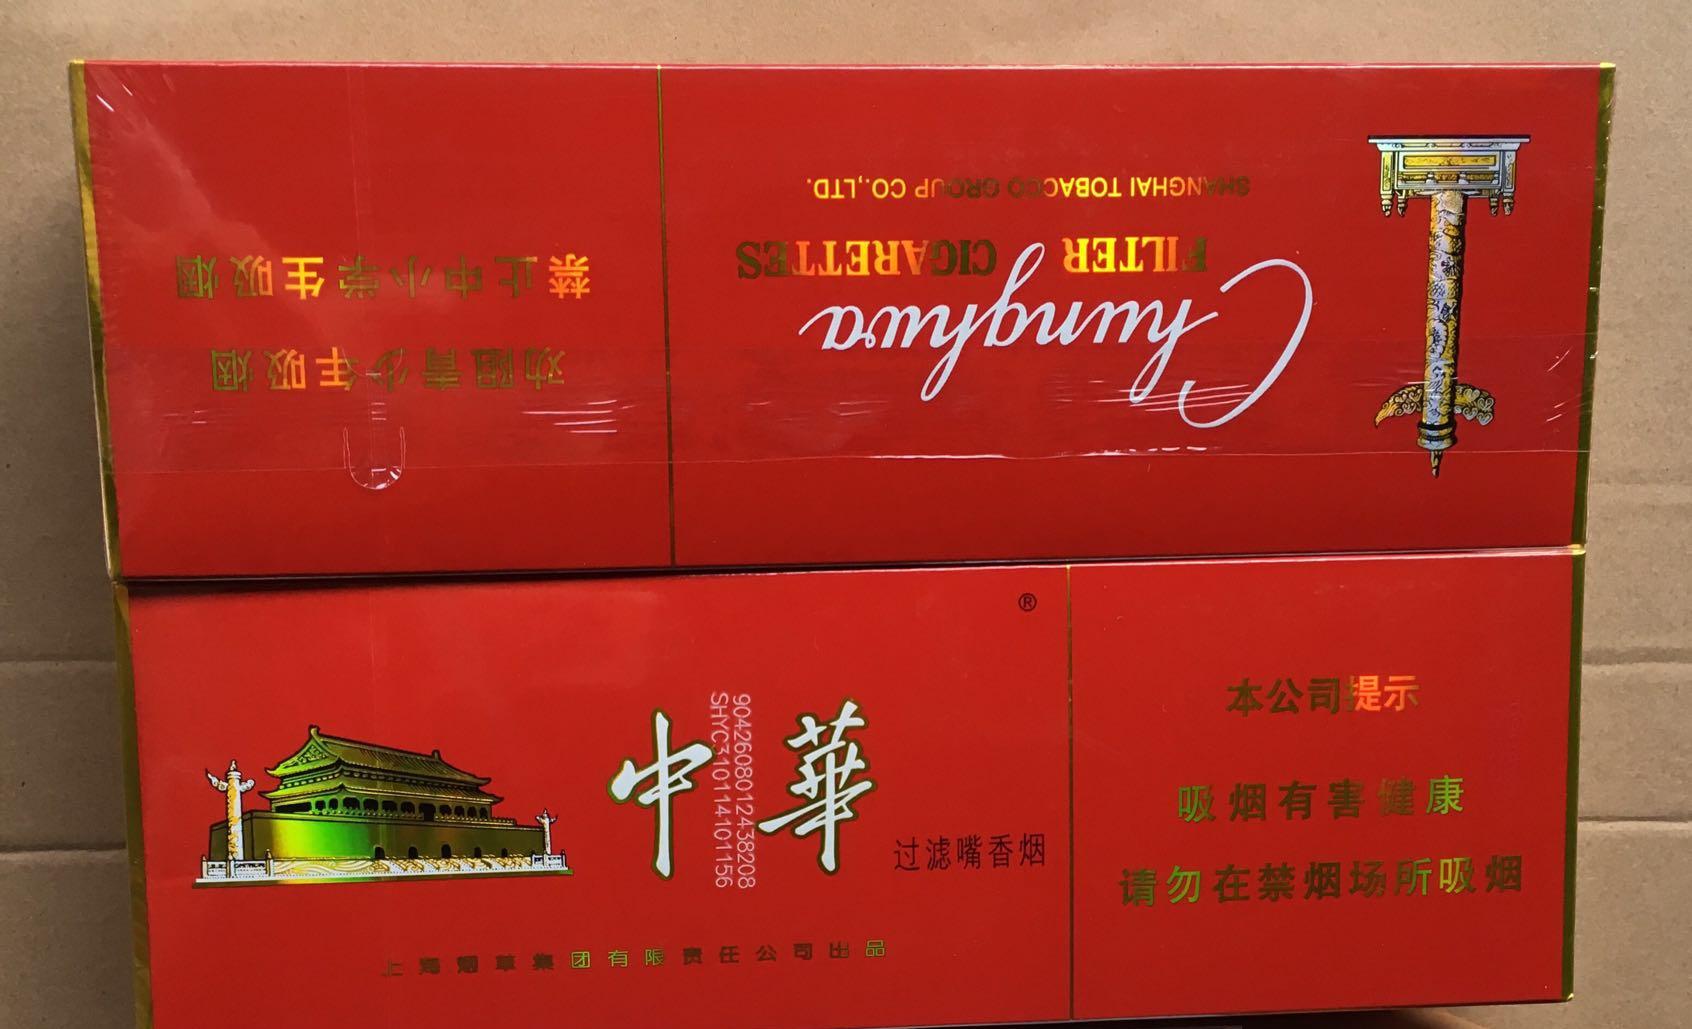 SHANGHAI TOBACCO GROUP CO.,LTD.
FILTER CIGARETTES
Chunghwa
禁止中小学生吸烟
劝阻青少年吸烟
®
中華
9042608012438208
SHYC310114101156
过滤嘴香烟
上海烟草集团有限责任公司出品
本公司提示
吸烟有害健康
请勿在禁烟场所吸烟